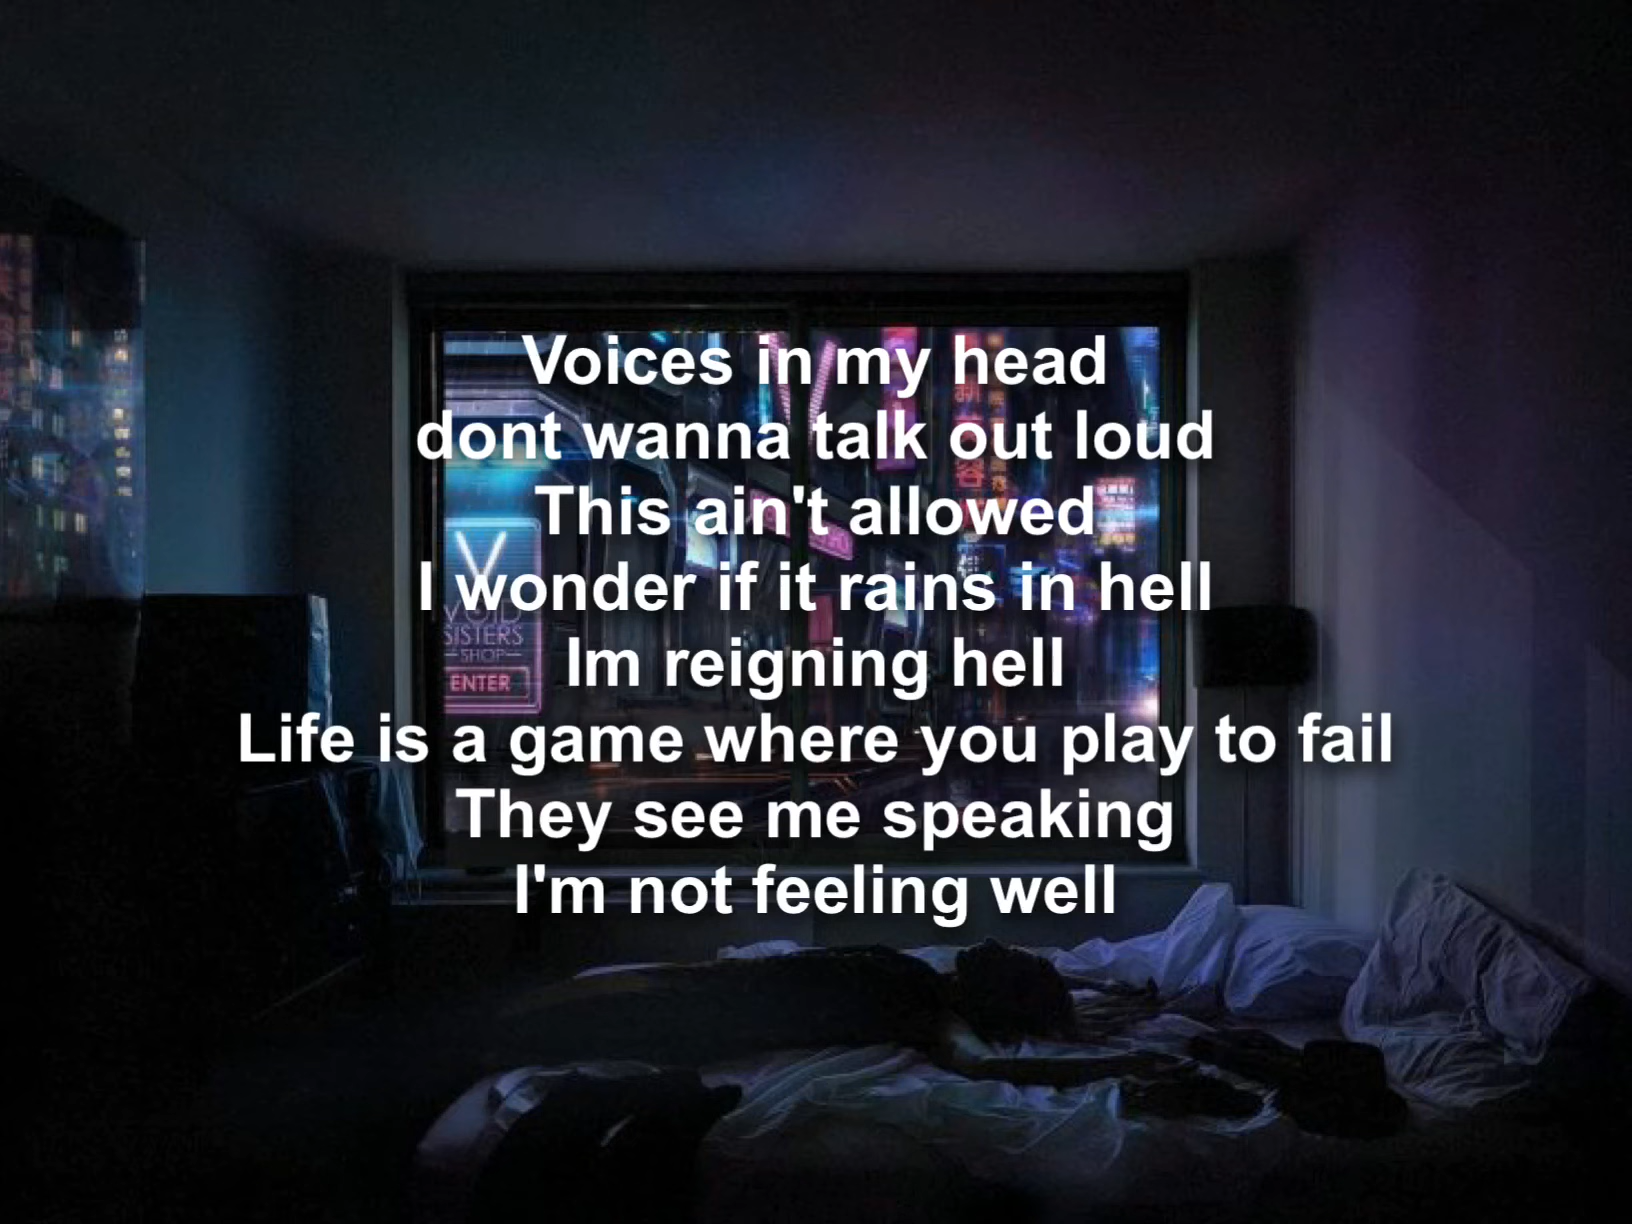 Voices in my head
dont wanna talk out loud
This ain't allowed
I wonder if it rains in hell
Im reigning hell
Life is a game where you play to fail
They see me speaking
I'm not feeling well
VOID
SISTERS
SHOP
ENTER